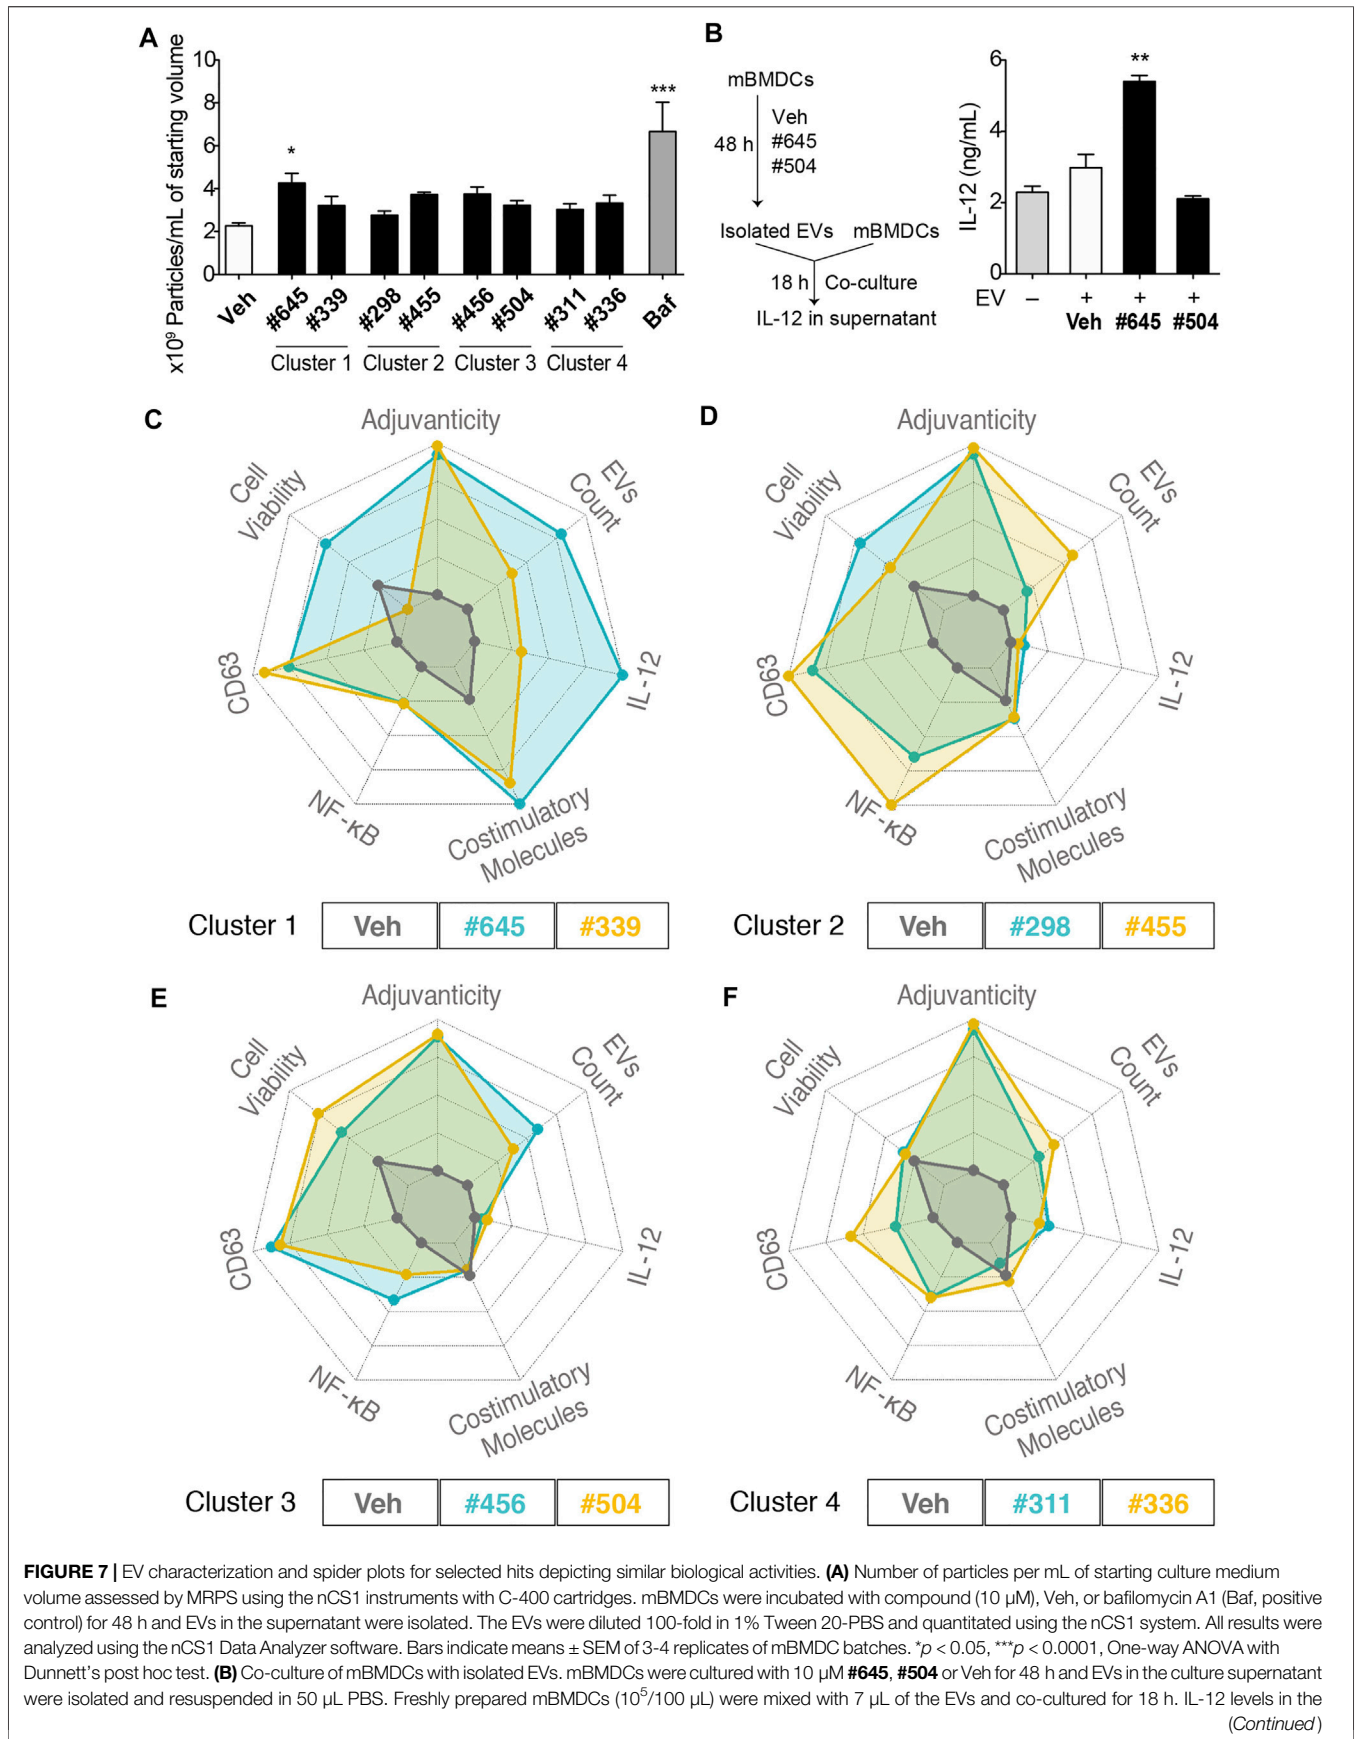 A
x10⁹ Particles/mL of starting volume
10
8
6
4
2
0
*
***
Veh
#645
#339
#298
#455
#456
#504
#311
#336
Baf
Cluster 1
Cluster 2
Cluster 3
Cluster 4
B
mBMDCs
48 h
Veh
#645
#504
Isolated EVs mBMDCs
18 h Co-culture
IL-12 in supernatant
IL-12 (ng/mL)
6
4
2
0
**
EV – + + +
Veh #645 #504
C
Adjuvanticity
EVs
Count
IL-12
Costimulatory
Molecules
NF-κB
CD63
Cell
Viability
Cluster 1 Veh #645 #339
D
Adjuvanticity
EVs
Count
IL-12
Costimulatory
Molecules
NF-κB
CD63
Cell
Viability
Cluster 2 Veh #298 #455
E
Adjuvanticity
EVs
Count
IL-12
Costimulatory
Molecules
NF-κB
CD63
Cell
Viability
Cluster 3 Veh #456 #504
F
Adjuvanticity
EVs
Count
IL-12
Costimulatory
Molecules
NF-κB
CD63
Cell
Viability
Cluster 4 Veh #311 #336
FIGURE 7 | EV characterization and spider plots for selected hits depicting similar biological activities. (A) Number of particles per mL of starting culture medium
volume assessed by MRPS using the nCS1 instruments with C-400 cartridges. mBMDCs were incubated with compound (10 μM), Veh, or bafilomycin A1 (Baf, positive
control) for 48 h and EVs in the supernatant were isolated. The EVs were diluted 100-fold in 1% Tween 20-PBS and quantitated using the nCS1 system. All results were
analyzed using the nCS1 Data Analyzer software. Bars indicate means ± SEM of 3-4 replicates of mBMDC batches. *p < 0.05, ***p < 0.0001, One-way ANOVA with
Dunnett's post hoc test. (B) Co-culture of mBMDCs with isolated EVs. mBMDCs were cultured with 10 μM #645, #504 or Veh for 48 h and EVs in the culture supernatant
were isolated and resuspended in 50 μL PBS. Freshly prepared mBMDCs (10⁵/100 μL) were mixed with 7 μL of the EVs and co-cultured for 18 h. IL-12 levels in the
(Continued)